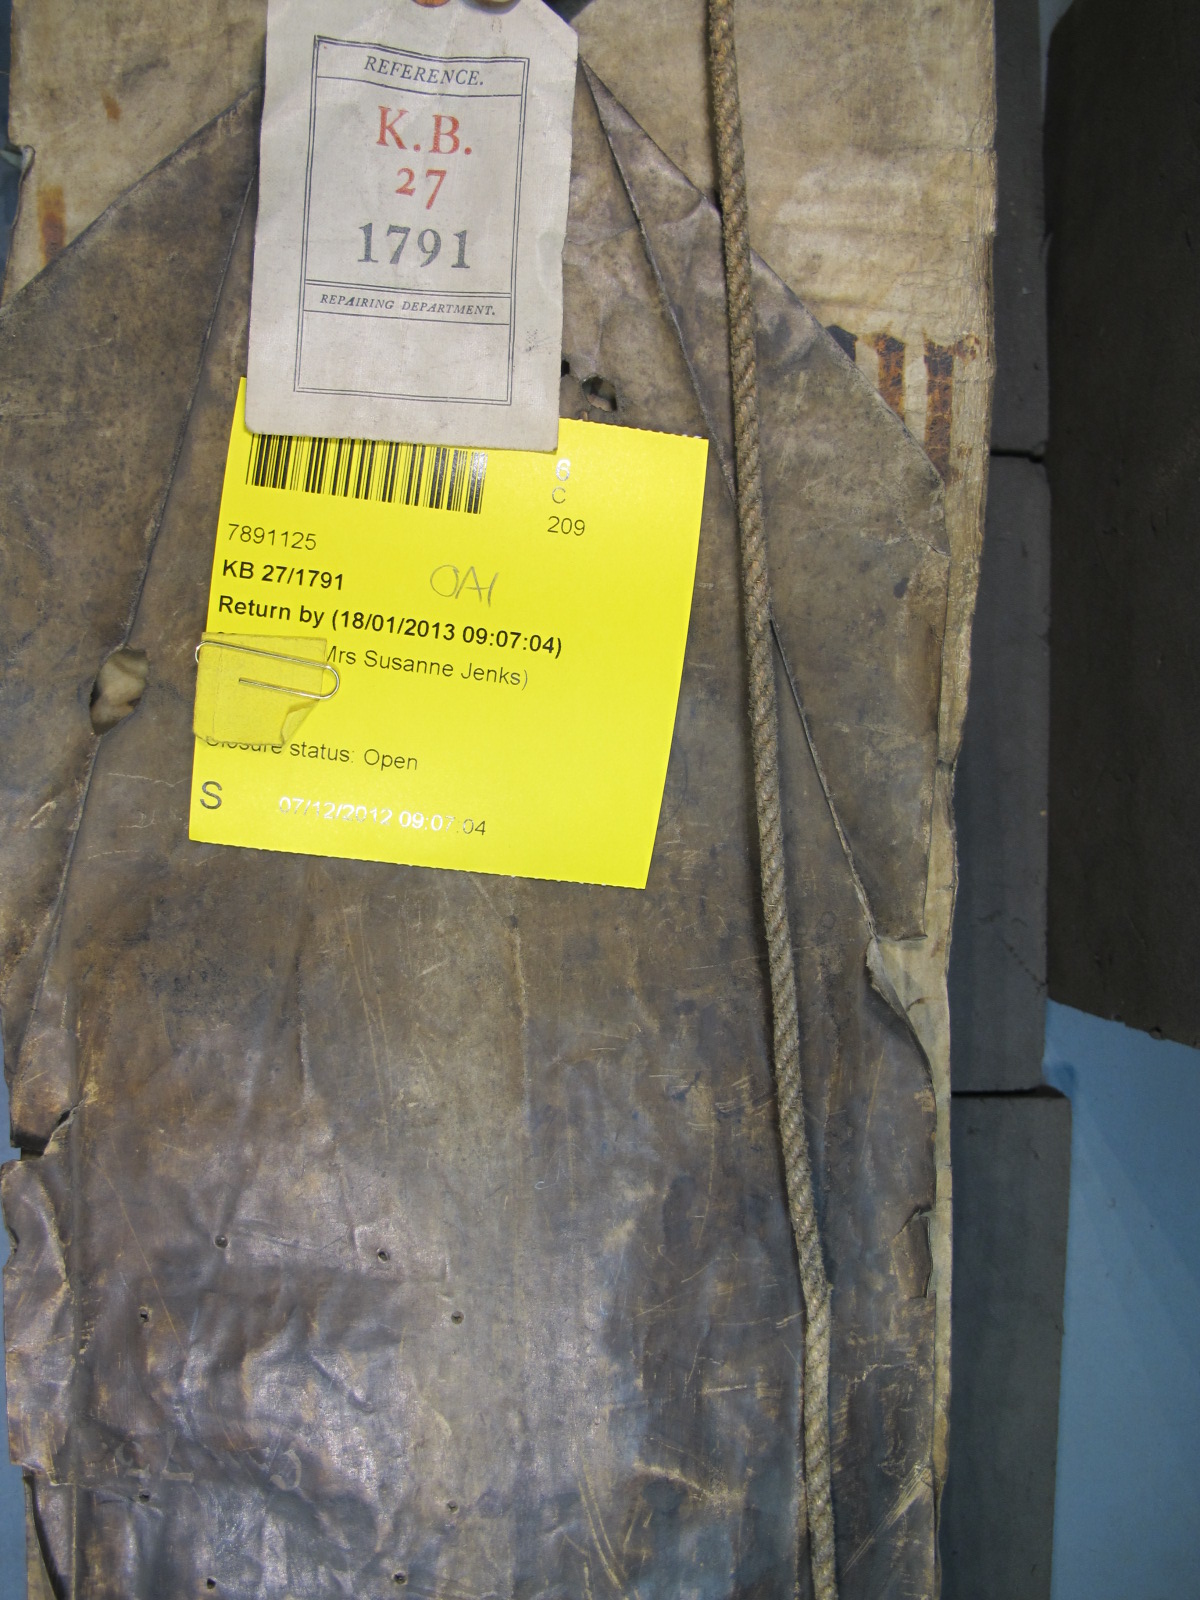 REFERENCE.
K.B.
27
1791
REPAIRING DEPARTMENT.
6
C
209
7891125
KB 27/1791
OA1
Return by (18/01/2013 09:07:04)
Mrs Susanne Jenks)
Closure status: Open
S
07/12/2012 09:07:04